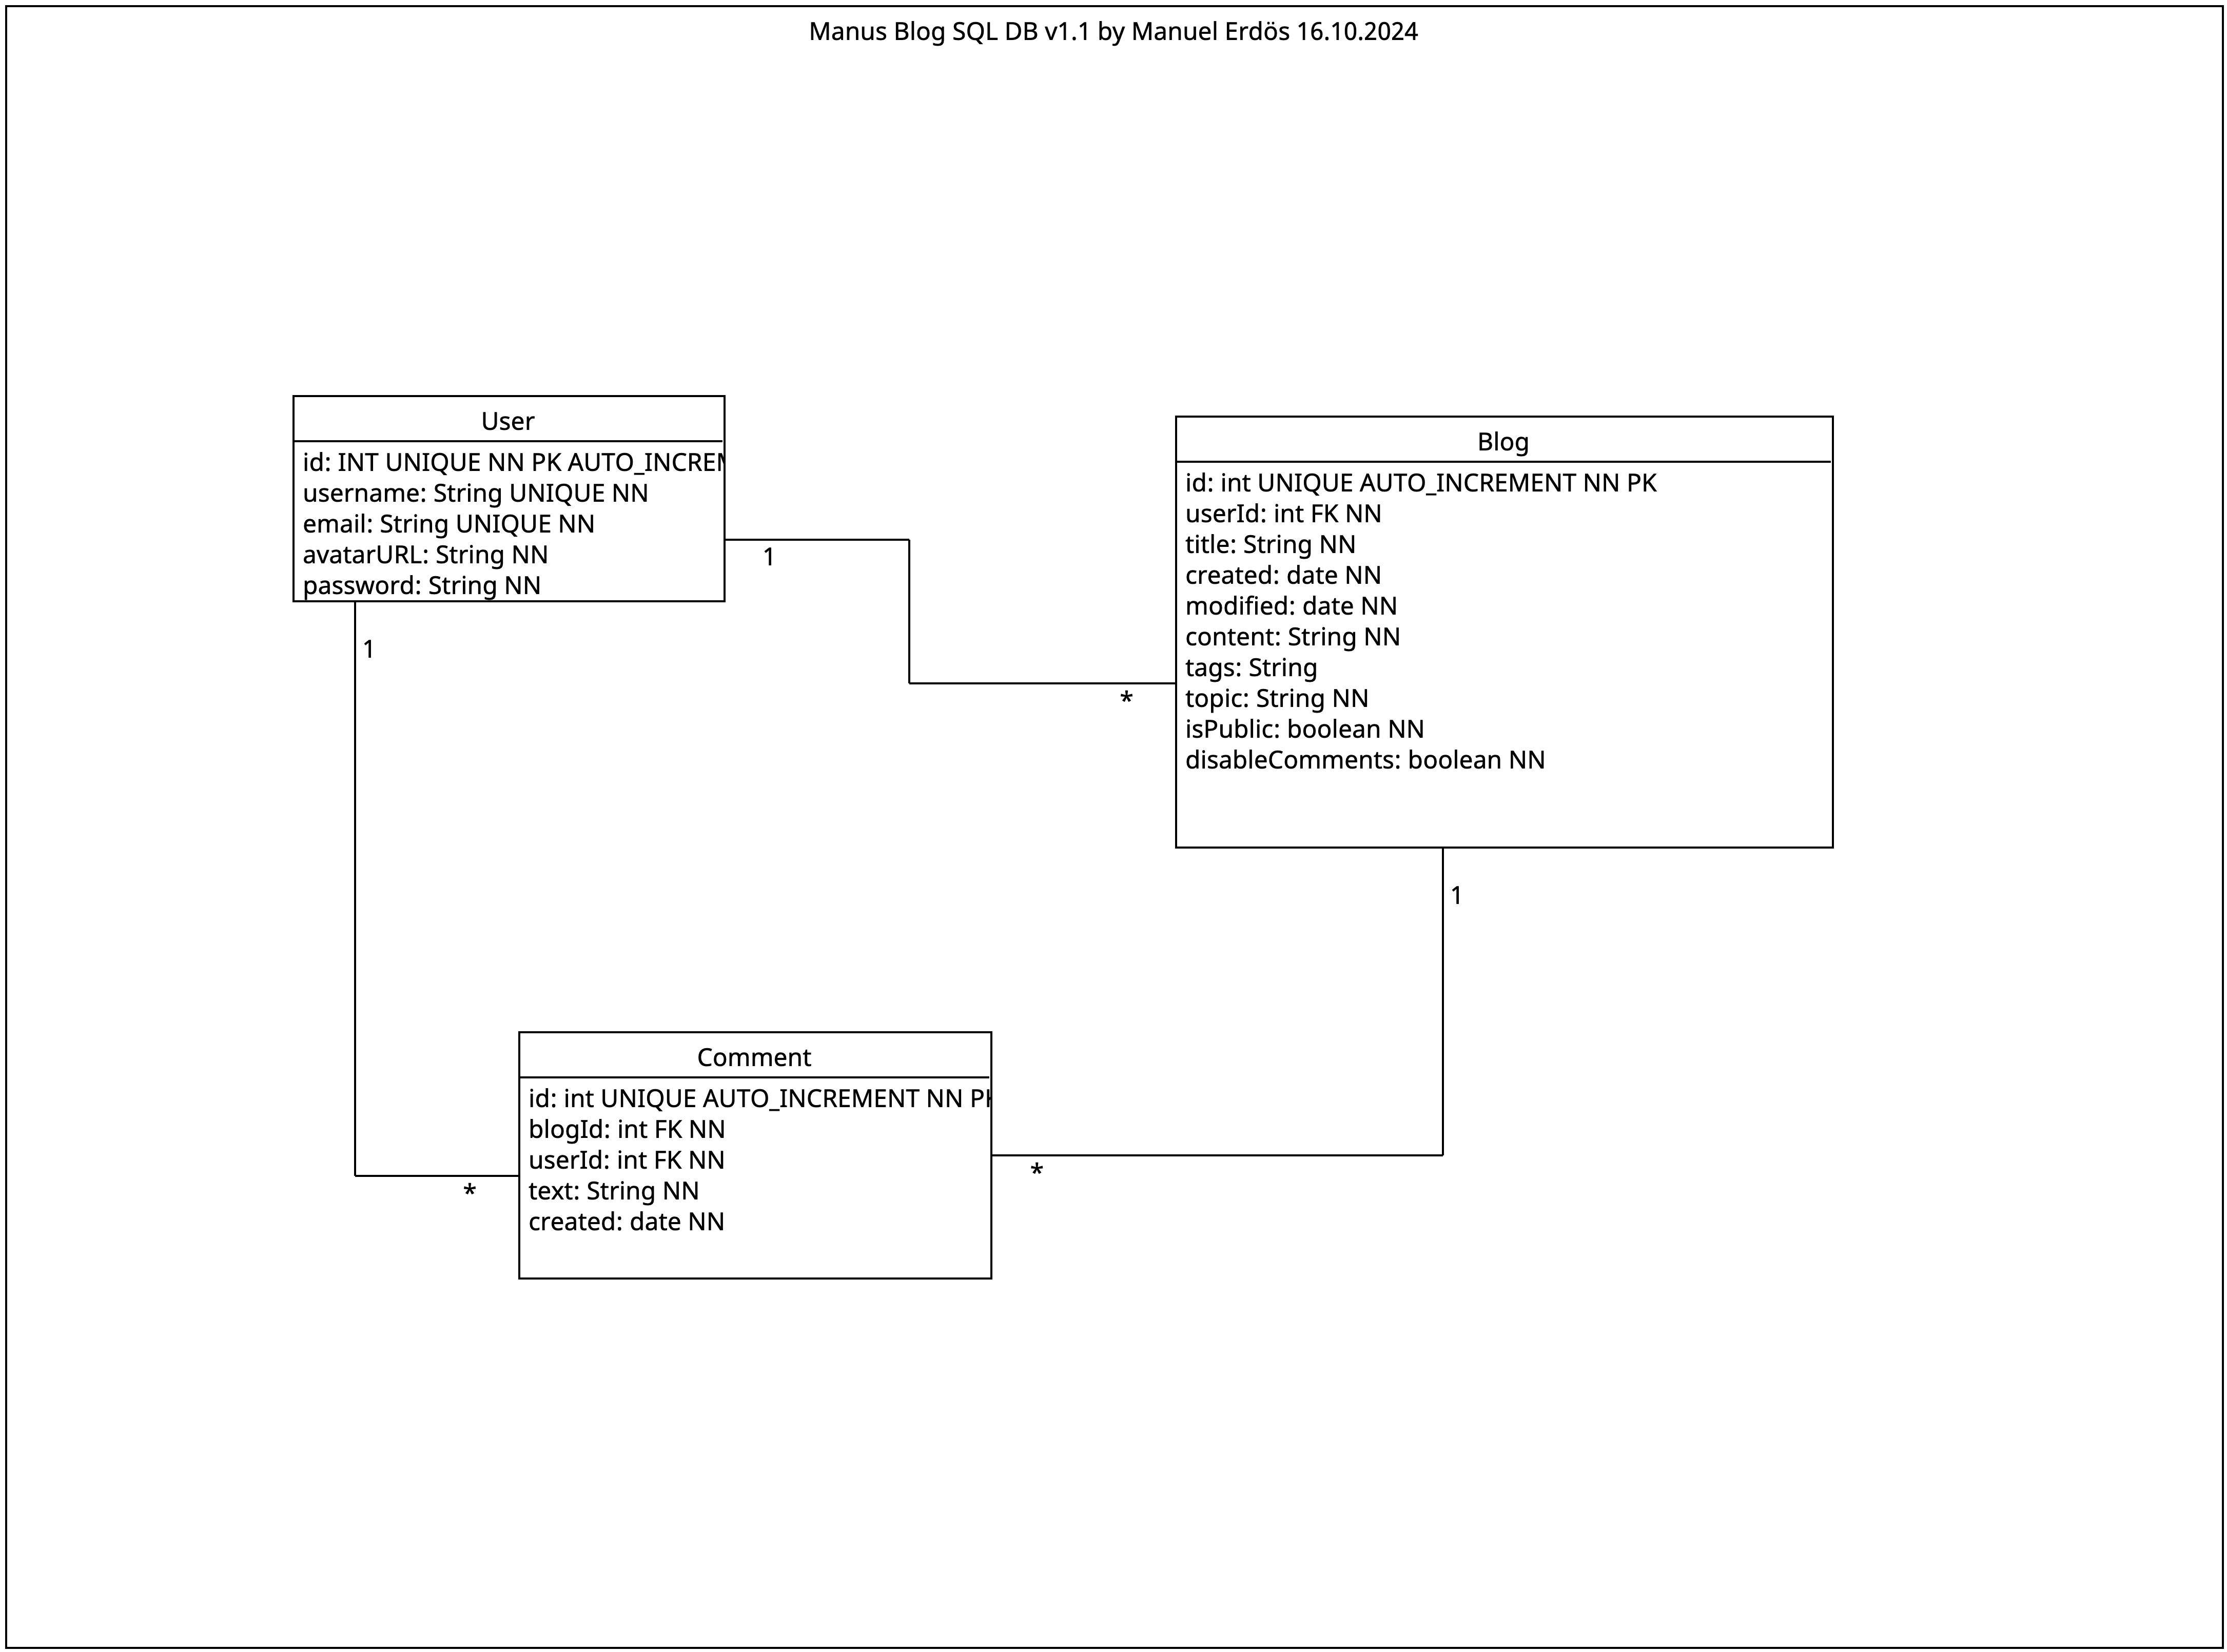 Manus Blog SQL DB v1.1 by Manuel Erdös 16.10.2024
User
id: INT UNIQUE NN PK
username: String UNIQUE NN
email: String UNIQUE NN
avatarURL: String NN
password: String NN
1
1
*
Blog
id: int UNIQUE AUTO_INCREMENT NN PK
userId: int FK NN
title: String NN
created: date NN
modified: date NN
content: String NN
tags: String
topic: String NN
isPublic: boolean NN
disableComments: boolean NN
1
Comment
id: int UNIQUE AUTO_INCREMENT NN PK
blogId: int FK NN
userId: int FK NN
text: String NN
created: date NN
*
*